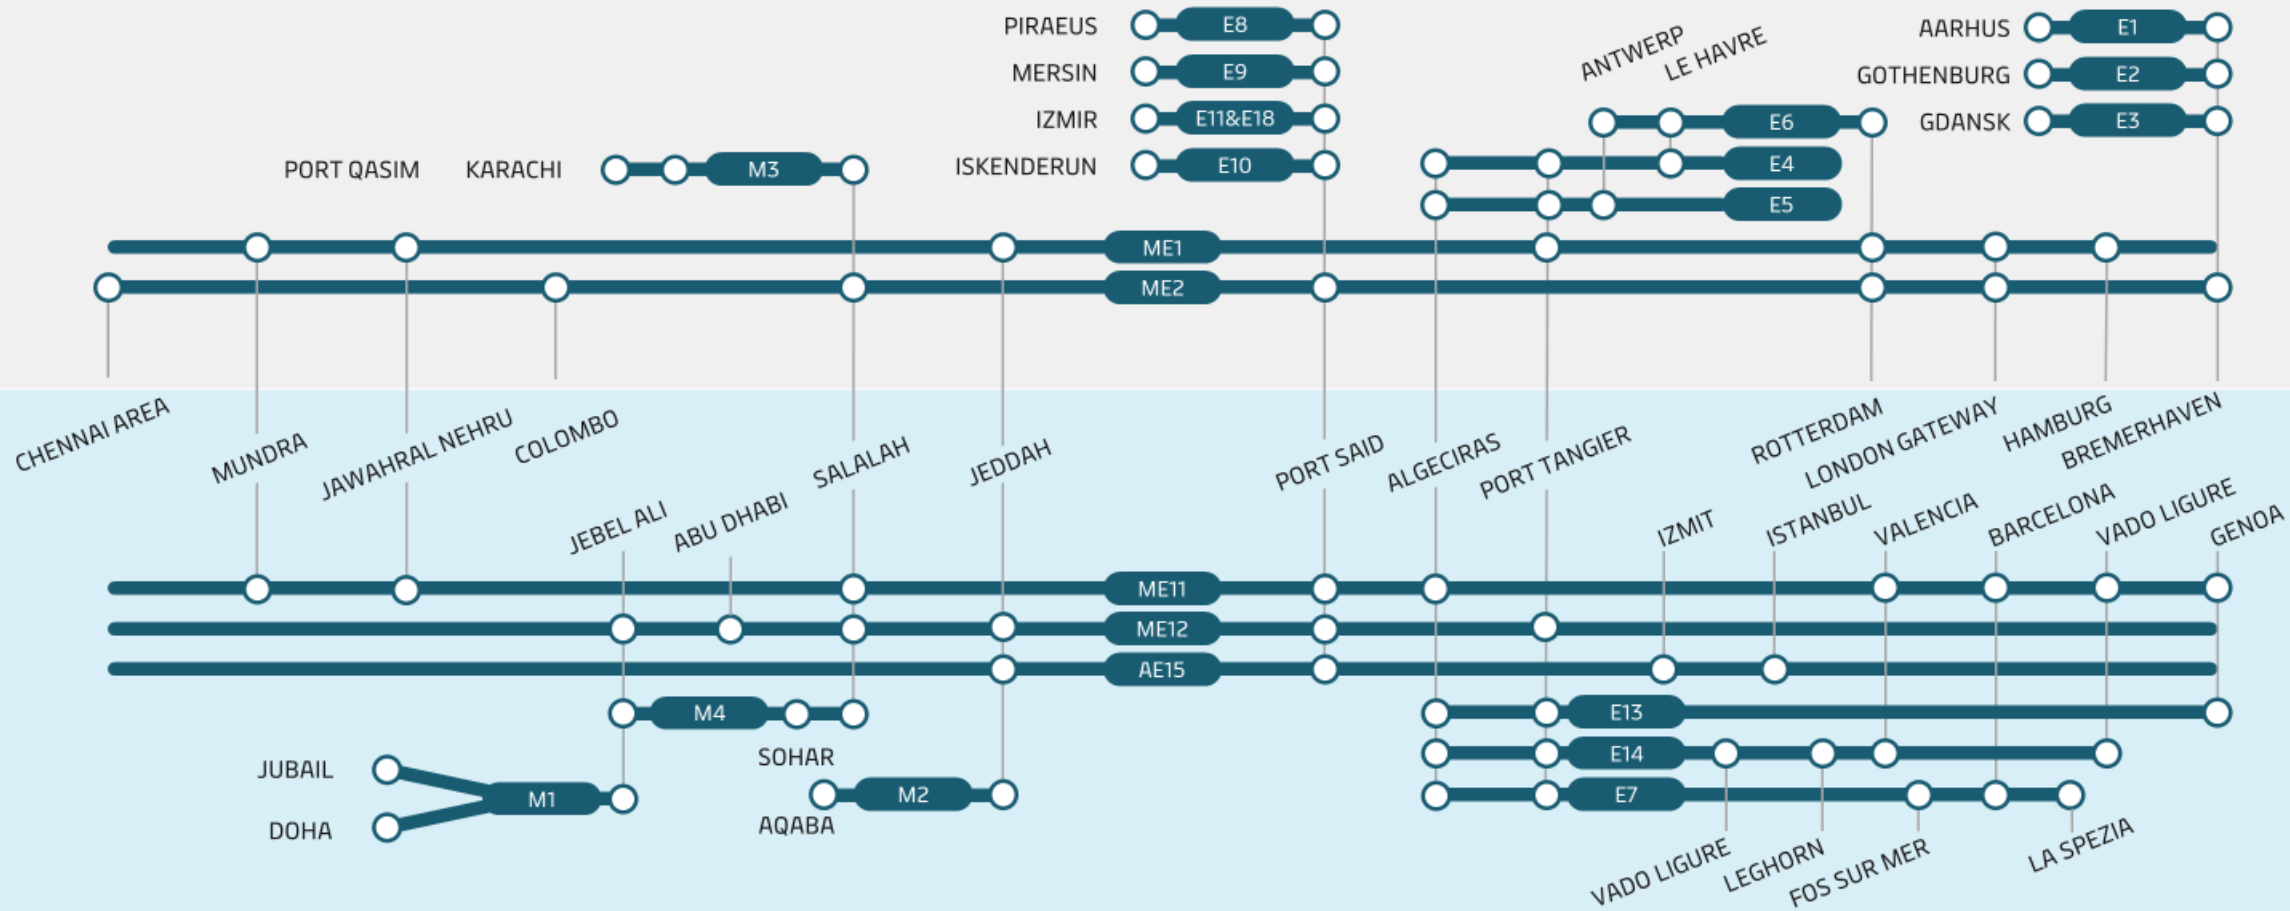 PIRAEUS E8
AARHUS E1
MERSIN E9
ANTWERP
LE HAVRE
GOTHENBURG E2
IZMIR E11&E18
E6
GDANSK E3
PORT QASIM KARACHI M3
ISKENDERUN E10
E4
E5
ME1
ME2
CHENNAI AREA
MUNDRA
JAWAHRAL NEHRU
COLOMBO
SALALAH
JEDDAH
PORT SAID
ALGECIRAS
PORT TANGIER
ROTTERDAM
LONDON GATEWAY
HAMBURG
BREMERHAVEN
JEBEL ALI
ABU DHABI
IZMIT
ISTANBUL
VALENCIA
BARCELONA
VADO LIGURE
GENOA
ME11
ME12
AE15
M4
E13
SOHAR
E14
JUBAIL
M1
M2
E7
DOHA
AQABA
VADO LIGURE
LEGHORN
FOS SUR MER
LA SPEZIA